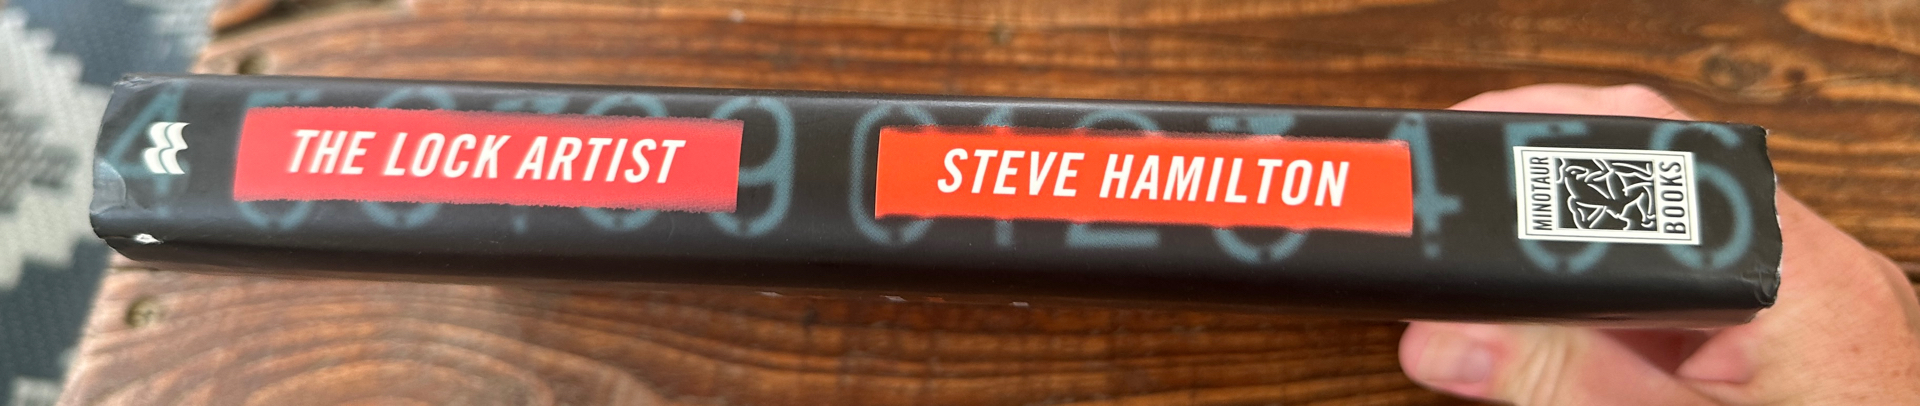 THE LOCK ARTIST
STEVE HAMILTON
MINOTAUR
BOOKS